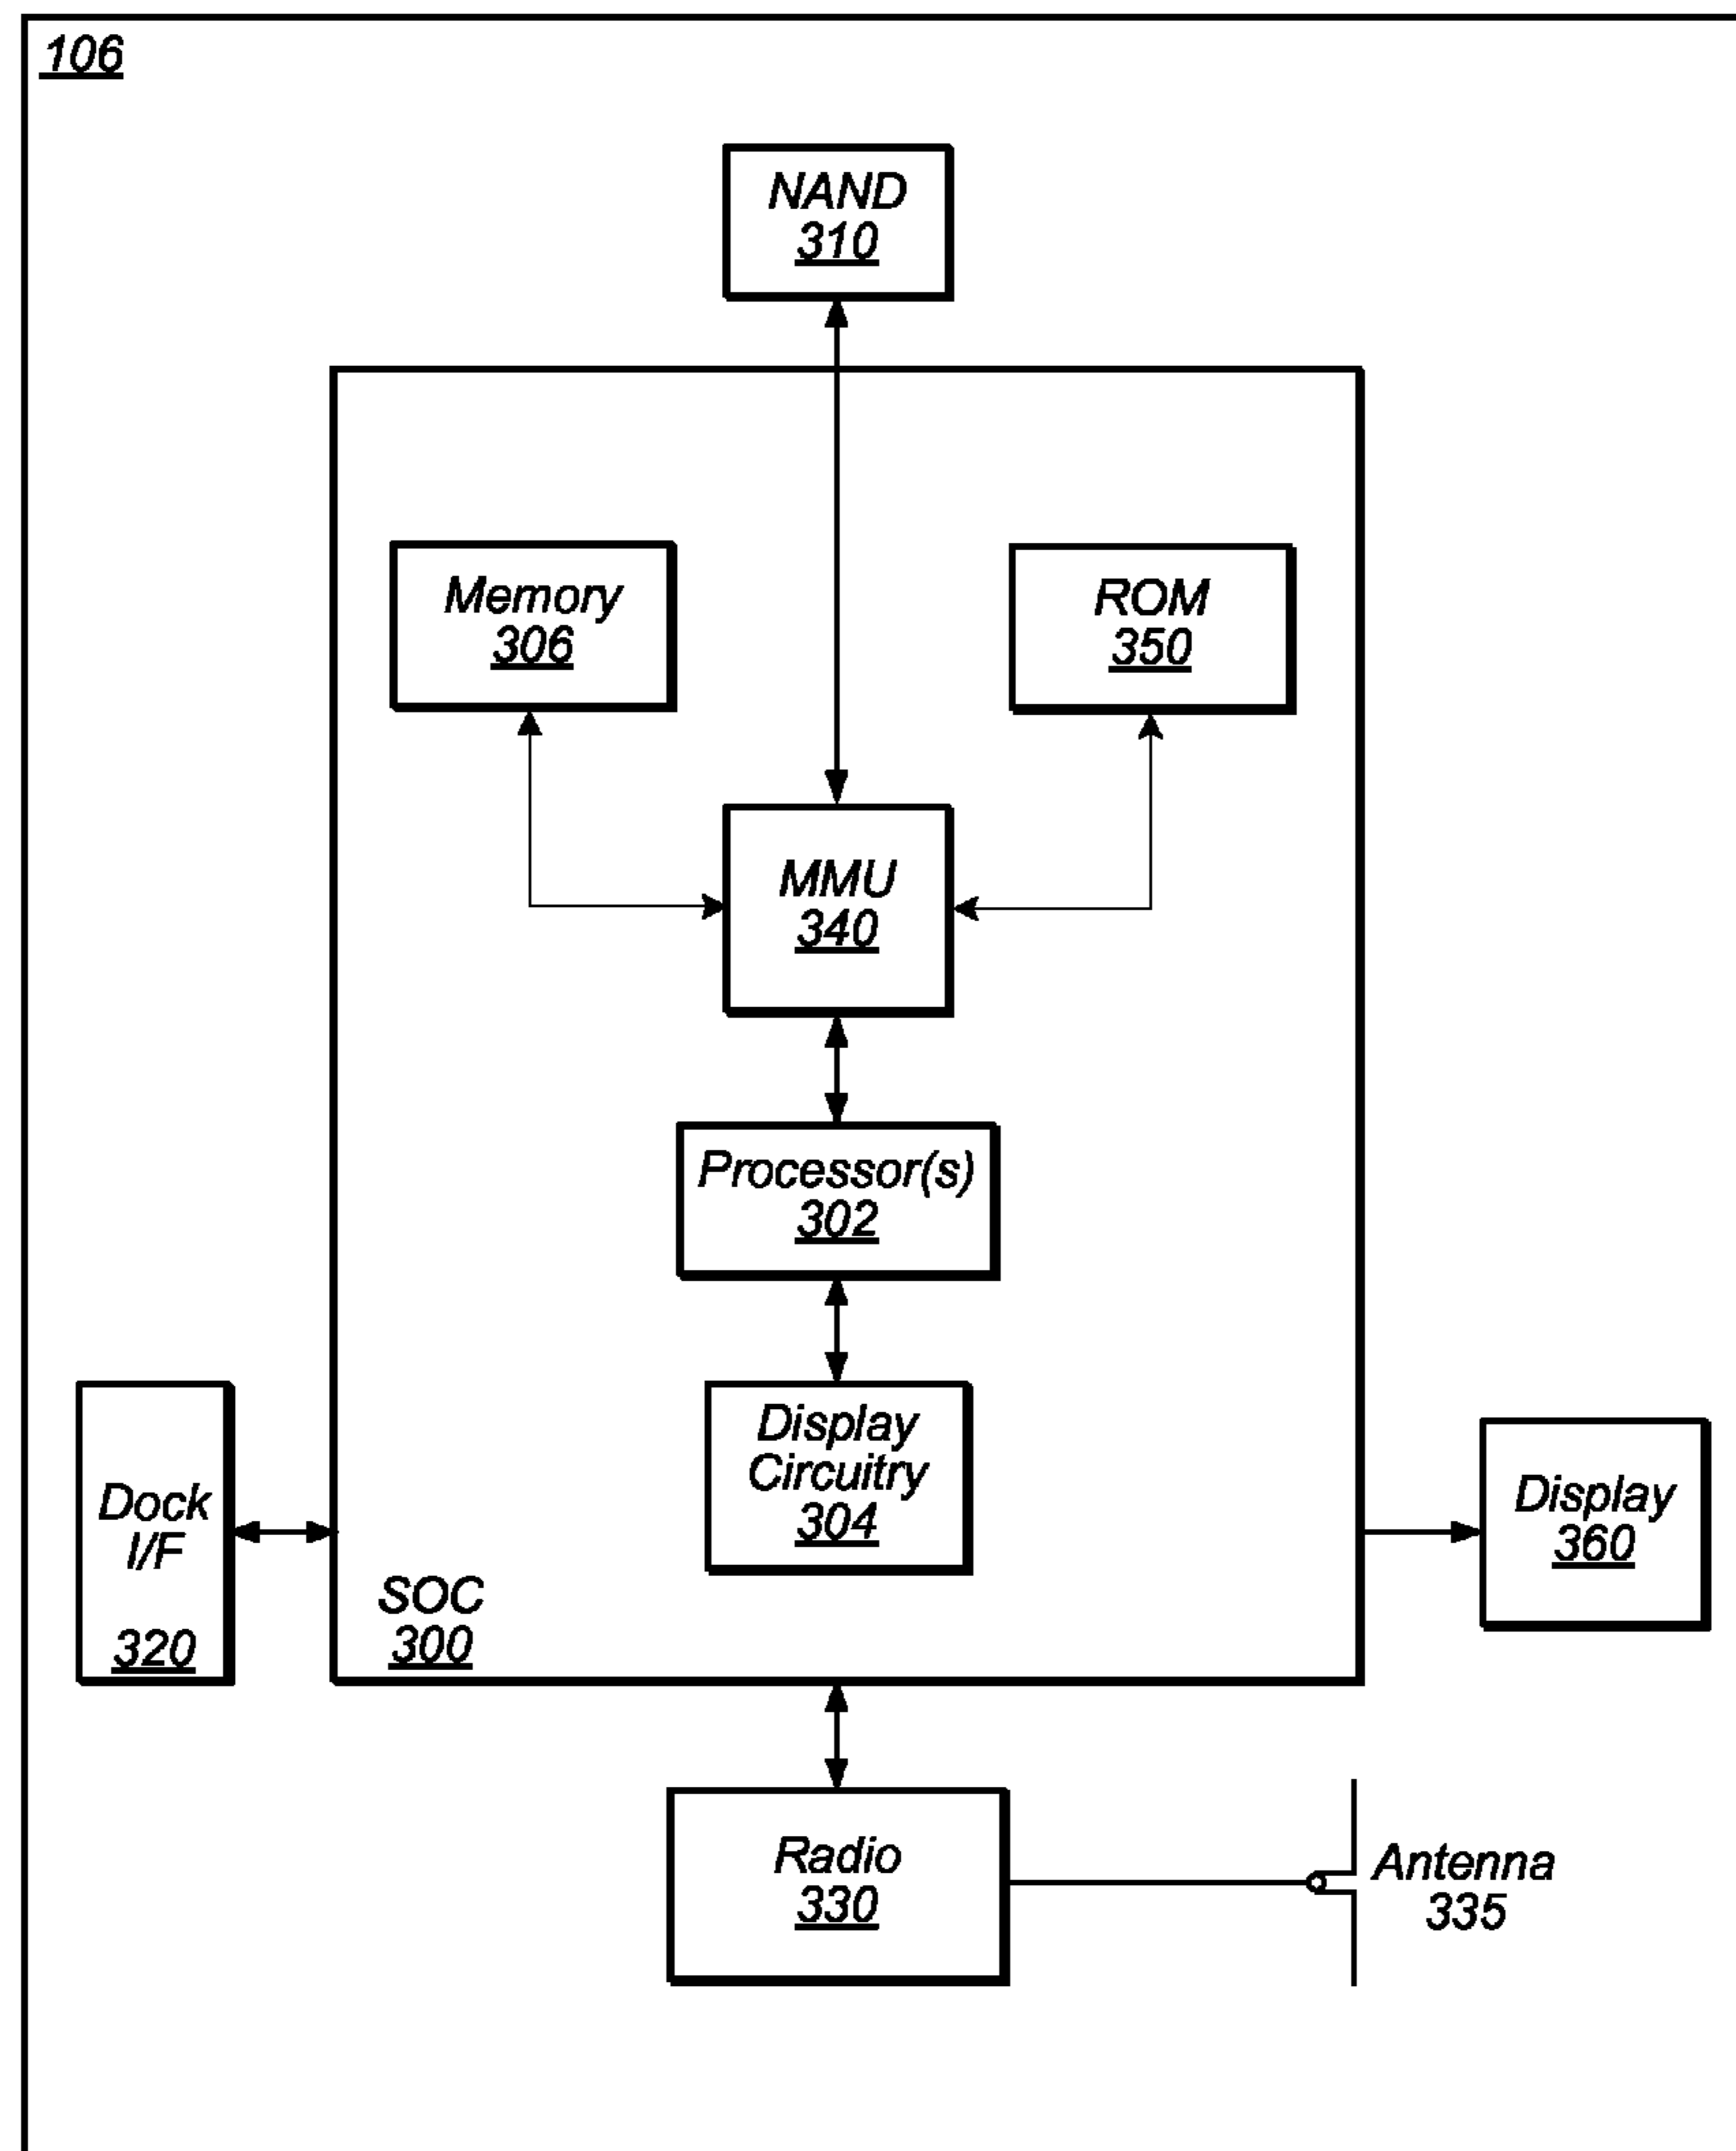 106
NAND
310
Memory
306
ROM
350
MMU
340
Processor(s)
302
Display
Circuitry
304
Dock
I/F
320
SOC
300
Display
360
Radio
330
Antenna
335